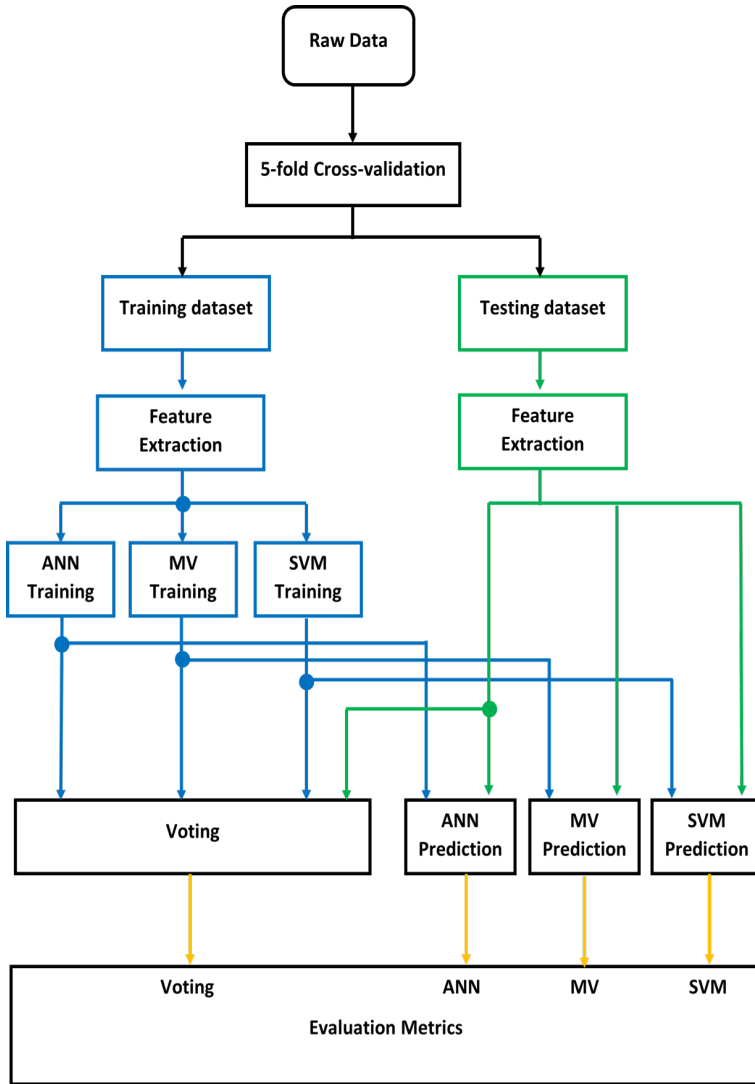 Raw Data
5-fold Cross-validation
Training dataset
Testing dataset
Feature
Extraction
Feature
Extraction
ANN
Training
MV
Training
SVM
Training
Voting
ANN
Prediction
MV
Prediction
SVM
Prediction
Voting
ANN
MV
SVM
Evaluation Metrics